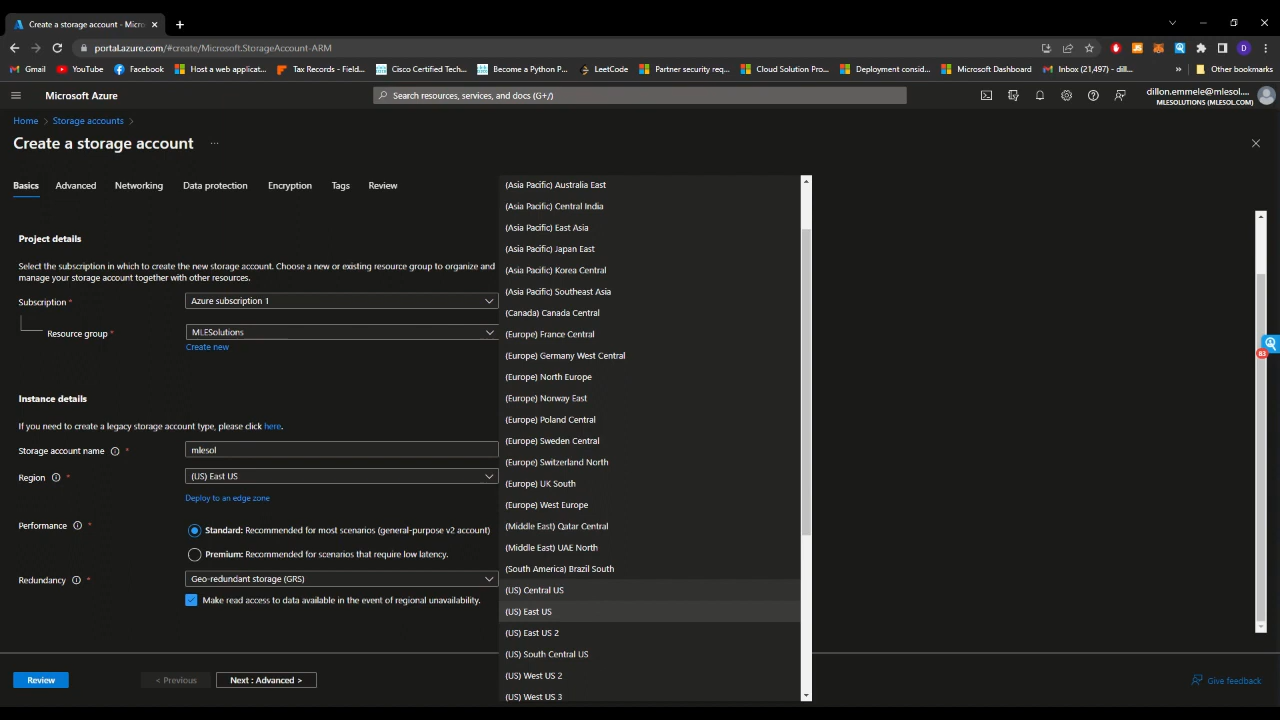 Create a storage account - Micro
portal.azure.com/#create/Microsoft.StorageAccount-ARM
Gmail YouTube Facebook Host a web applicat... Tax Records - Field... Cisco Certified Tech... Become a Python P... LeetCode Partner security req... Cloud Solution Pro... Deployment consid... Microsoft Dashboard Inbox (21,497) - dill... » Other bookmarks
Microsoft Azure
Search resources, services, and docs (G+/)
dillon.emmele@mlesol....
MLESOLUTIONS (MLESOL.COM)
Home > Storage accounts >
Create a storage account ...
Basics Advanced Networking Data protection Encryption Tags Review
Project details
Select the subscription in which to create the new storage account. Choose a new or existing resource group to organize and
manage your storage account together with other resources.
Subscription * Azure subscription 1
Resource group * MLESolutions
Create new
Instance details
If you need to create a legacy storage account type, please click here.
Storage account name * mlesol
Region * (US) East US
Deploy to an edge zone
Performance * Standard: Recommended for most scenarios (general-purpose v2 account)
Premium: Recommended for scenarios that require low latency.
Redundancy * Geo-redundant storage (GRS)
Make read access to data available in the event of regional unavailability.
(Asia Pacific) Australia East
(Asia Pacific) Central India
(Asia Pacific) East Asia
(Asia Pacific) Japan East
(Asia Pacific) Korea Central
(Asia Pacific) Southeast Asia
(Canada) Canada Central
(Europe) France Central
(Europe) Germany West Central
(Europe) North Europe
(Europe) Norway East
(Europe) Poland Central
(Europe) Sweden Central
(Europe) Switzerland North
(Europe) UK South
(Europe) West Europe
(Middle East) Qatar Central
(Middle East) UAE North
(South America) Brazil South
(US) Central US
(US) East US
(US) East US 2
(US) South Central US
(US) West US 2
(US) West US 3
83
Review < Previous Next : Advanced > Give feedback